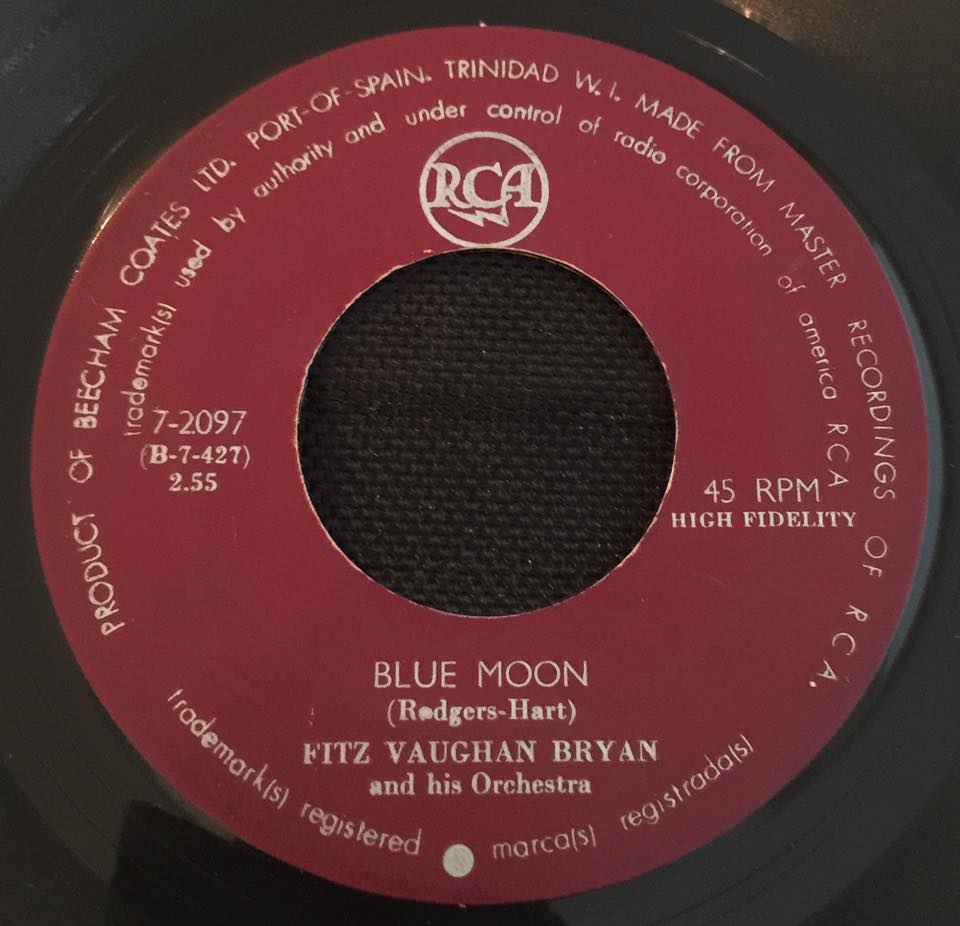 PRODUCT OF BEECHAM COATES LTD. PORT-OF-SPAIN. TRINIDAD W.I. MADE FROM MASTER RECORDINGS OF RCA.
trademark(s) used by authority and under control of radio corporation of america RCA
RCA
7-2097
(B-7-427)
2.55
45 RPM
HIGH FIDELITY
BLUE MOON
(Rodgers-Hart)
FITZ VAUGHAN BRYAN
and his Orchestra
trademark(s) registered marca(s) registrada(s)